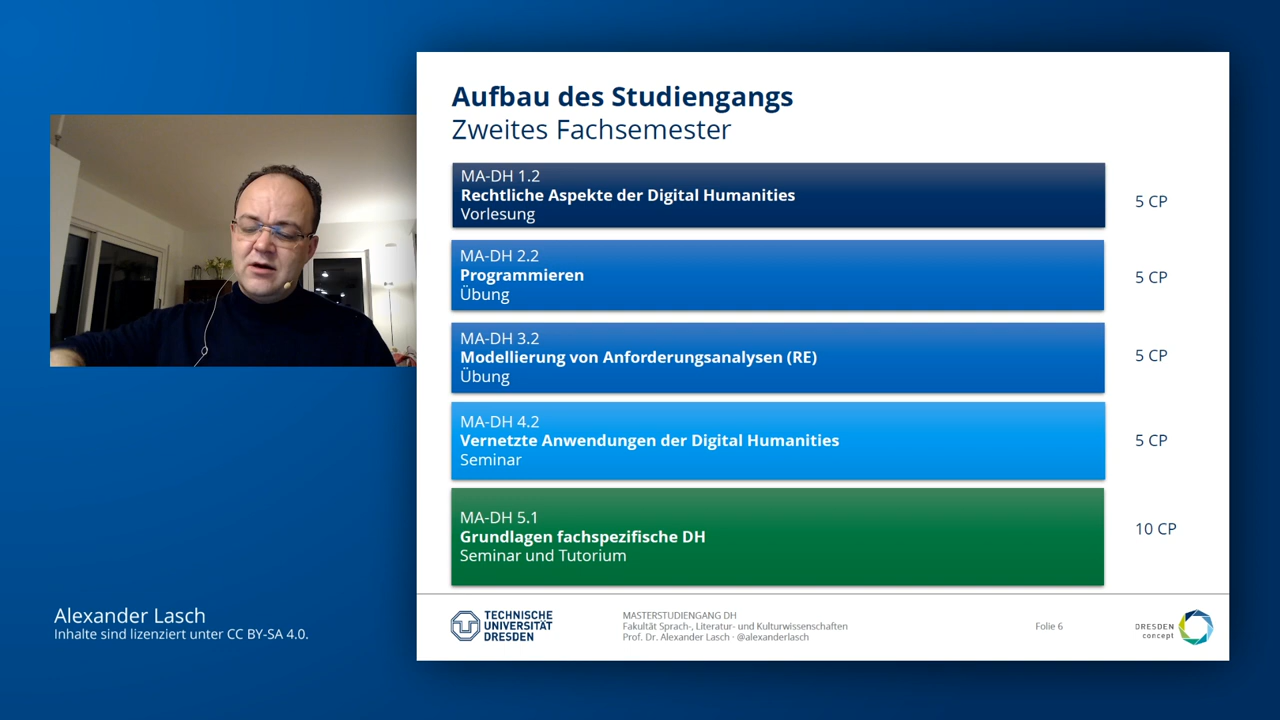 Aufbau des Studiengangs
Zweites Fachsemester
MA-DH 1.2
Rechtliche Aspekte der Digital Humanities
Vorlesung
5 CP
MA-DH 2.2
Programmieren
Übung
5 CP
MA-DH 3.2
Modellierung von Anforderungsanalysen (RE)
Übung
5 CP
MA-DH 4.2
Vernetzte Anwendungen der Digital Humanities
Seminar
5 CP
MA-DH 5.1
Grundlagen fachspezifische DH
Seminar und Tutorium
10 CP
Alexander Lasch
Inhalte sind lizenziert unter CC BY-SA 4.0.
TECHNISCHE
UNIVERSITÄT
DRESDEN
MASTERSTUDIENGANG DH
Fakultät Sprach-, Literatur- und Kulturwissenschaften
Prof. Dr. Alexander Lasch · @alexanderlasch
Folie 6
DRESDEN
concept